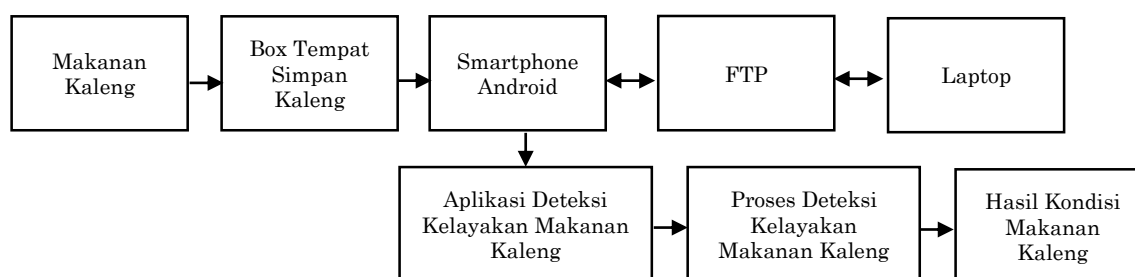 Makanan
Kaleng
Box Tempat
Simpan
Kaleng
Smartphone
Android
FTP
Laptop
Aplikasi Deteksi
Kelayakan Makanan
Kaleng
Proses Deteksi
Kelayakan
Makanan Kaleng
Hasil Kondisi
Makanan
Kaleng